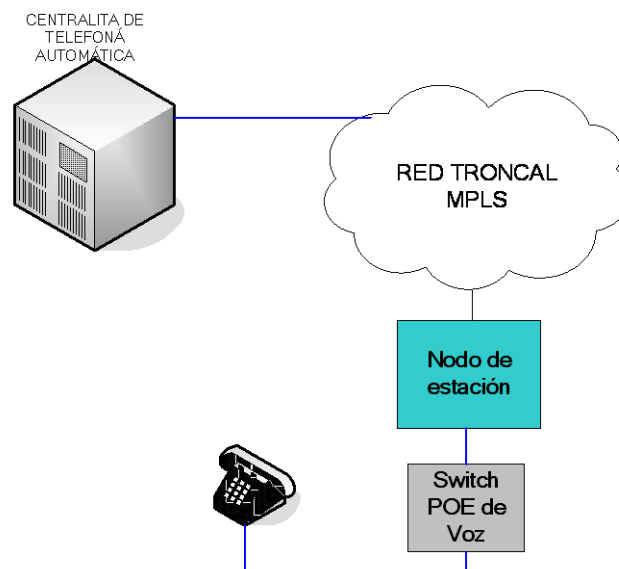 CENTRALITA DE
TELEFONÁ
AUTOMÁTICA
RED TRONCAL
MPLS
Nodo de
estación
Switch
POE de
Voz